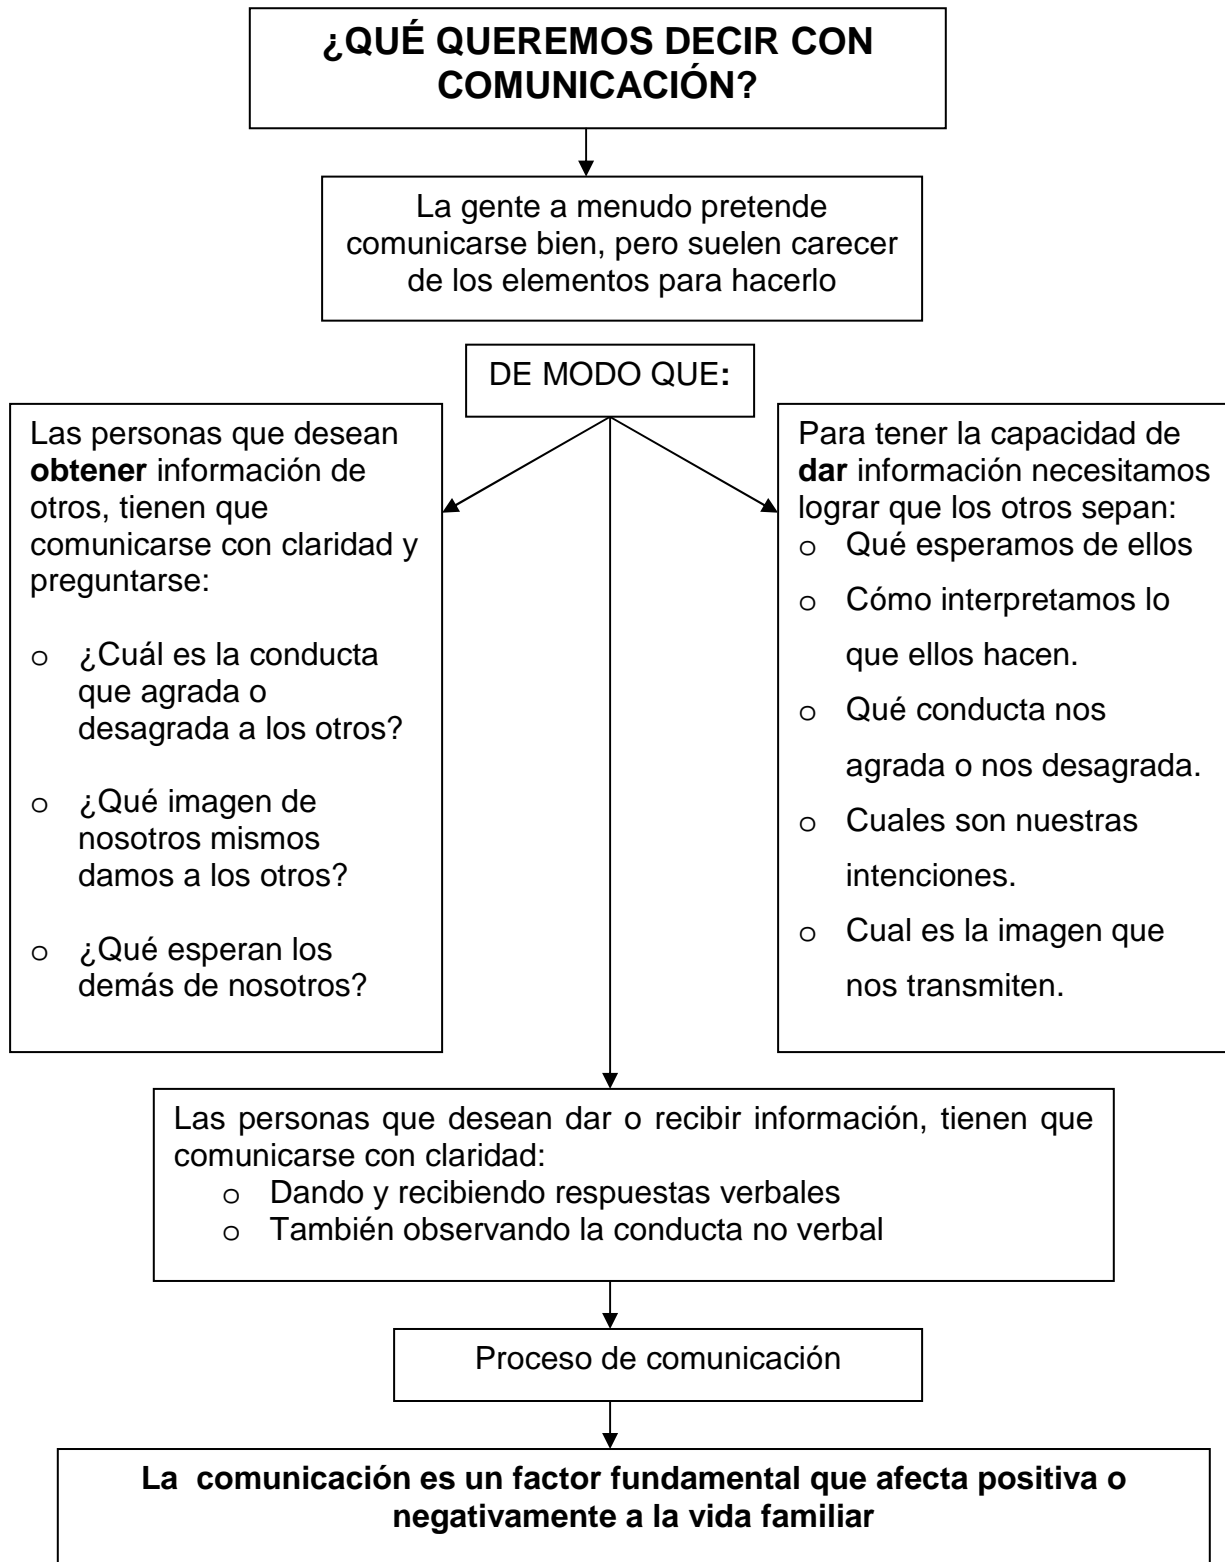 ¿QUÉ QUEREMOS DECIR CON
COMUNICACIÓN?
La gente a menudo pretende
comunicarse bien, pero suelen carecer
de los elementos para hacerlo
DE MODO QUE:
Las personas que desean
obtener información de
otros, tienen que
comunicarse con claridad y
preguntarse:
o ¿Cuál es la conducta
que agrada o
desagrada a los otros?
o ¿Qué imagen de
nosotros mismos
damos a los otros?
o ¿Qué esperan los
demás de nosotros?
Para tener la capacidad de
dar información necesitamos
lograr que los otros sepan:
o Qué esperamos de ellos
o Cómo interpretamos lo
que ellos hacen.
o Qué conducta nos
agrada o nos desagrada.
o Cuales son nuestras
intenciones.
o Cual es la imagen que
nos transmiten.
Las personas que desean dar o recibir información, tienen que
comunicarse con claridad:
o Dando y recibiendo respuestas verbales
o También observando la conducta no verbal
Proceso de comunicación
La comunicación es un factor fundamental que afecta positiva o
negativamente a la vida familiar